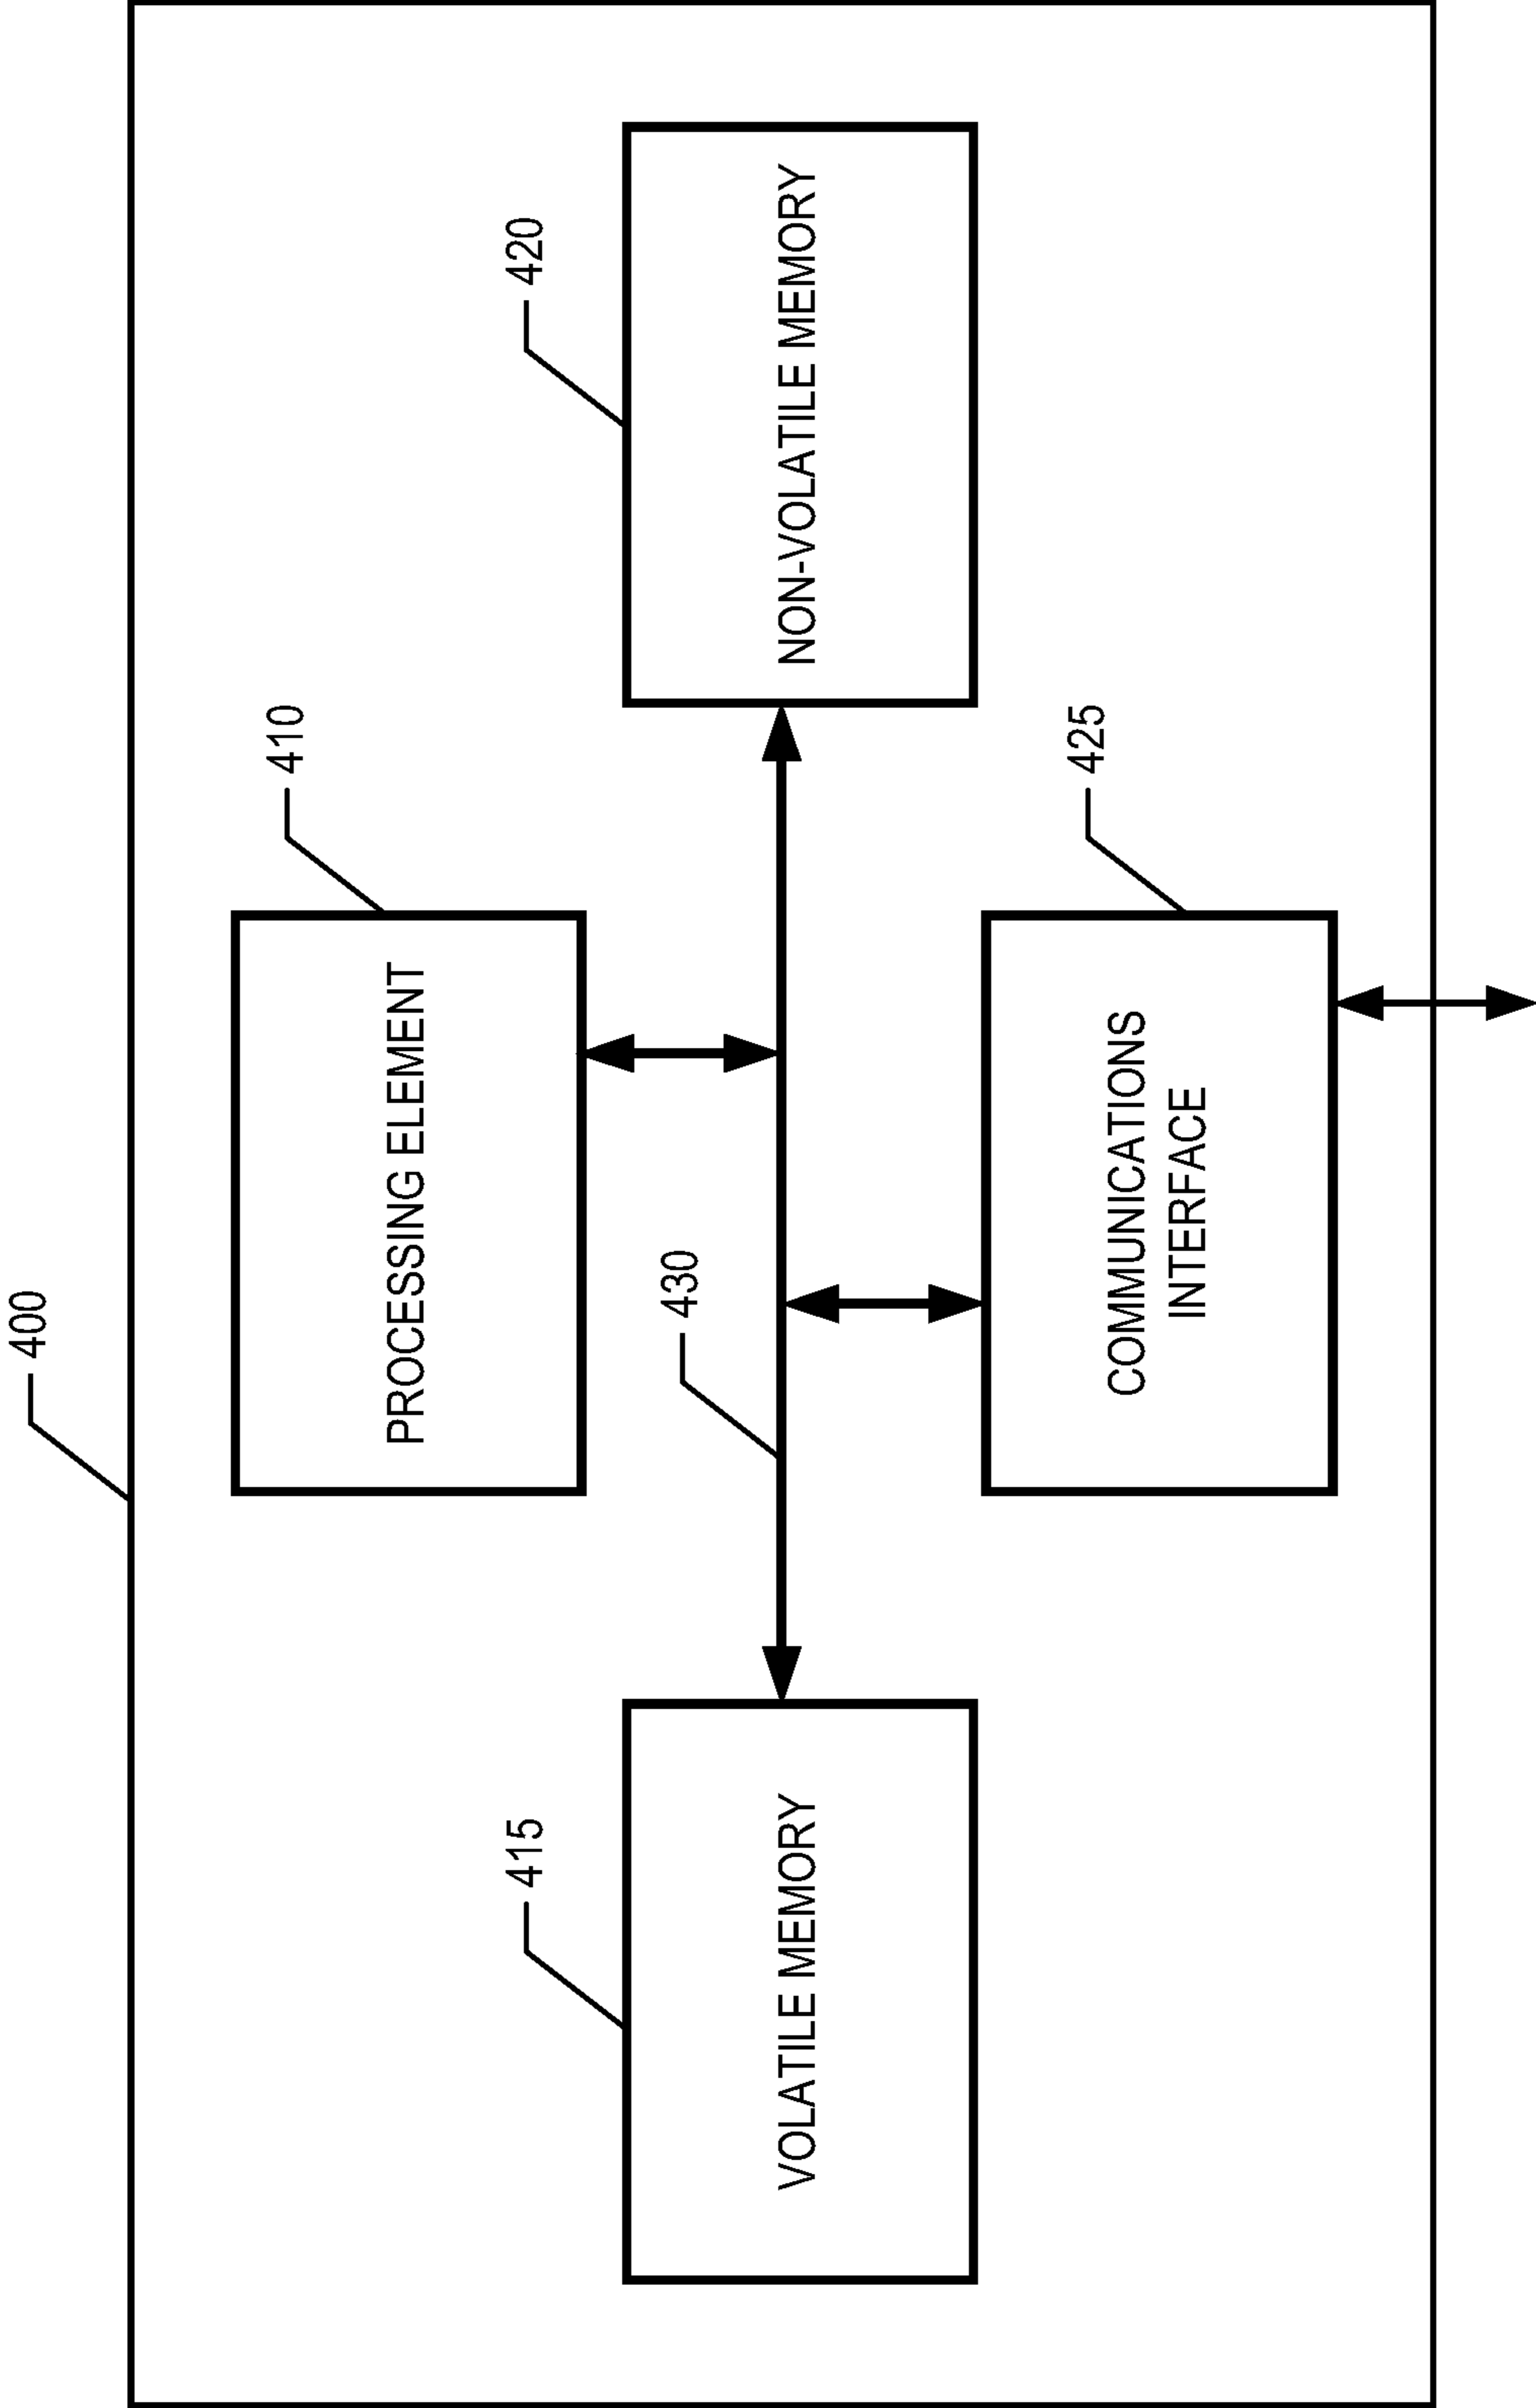 400
410
PROCESSING ELEMENT
415
420
430
VOLATILE MEMORY
NON-VOLATILE MEMORY
425
COMMUNICATIONS
INTERFACE